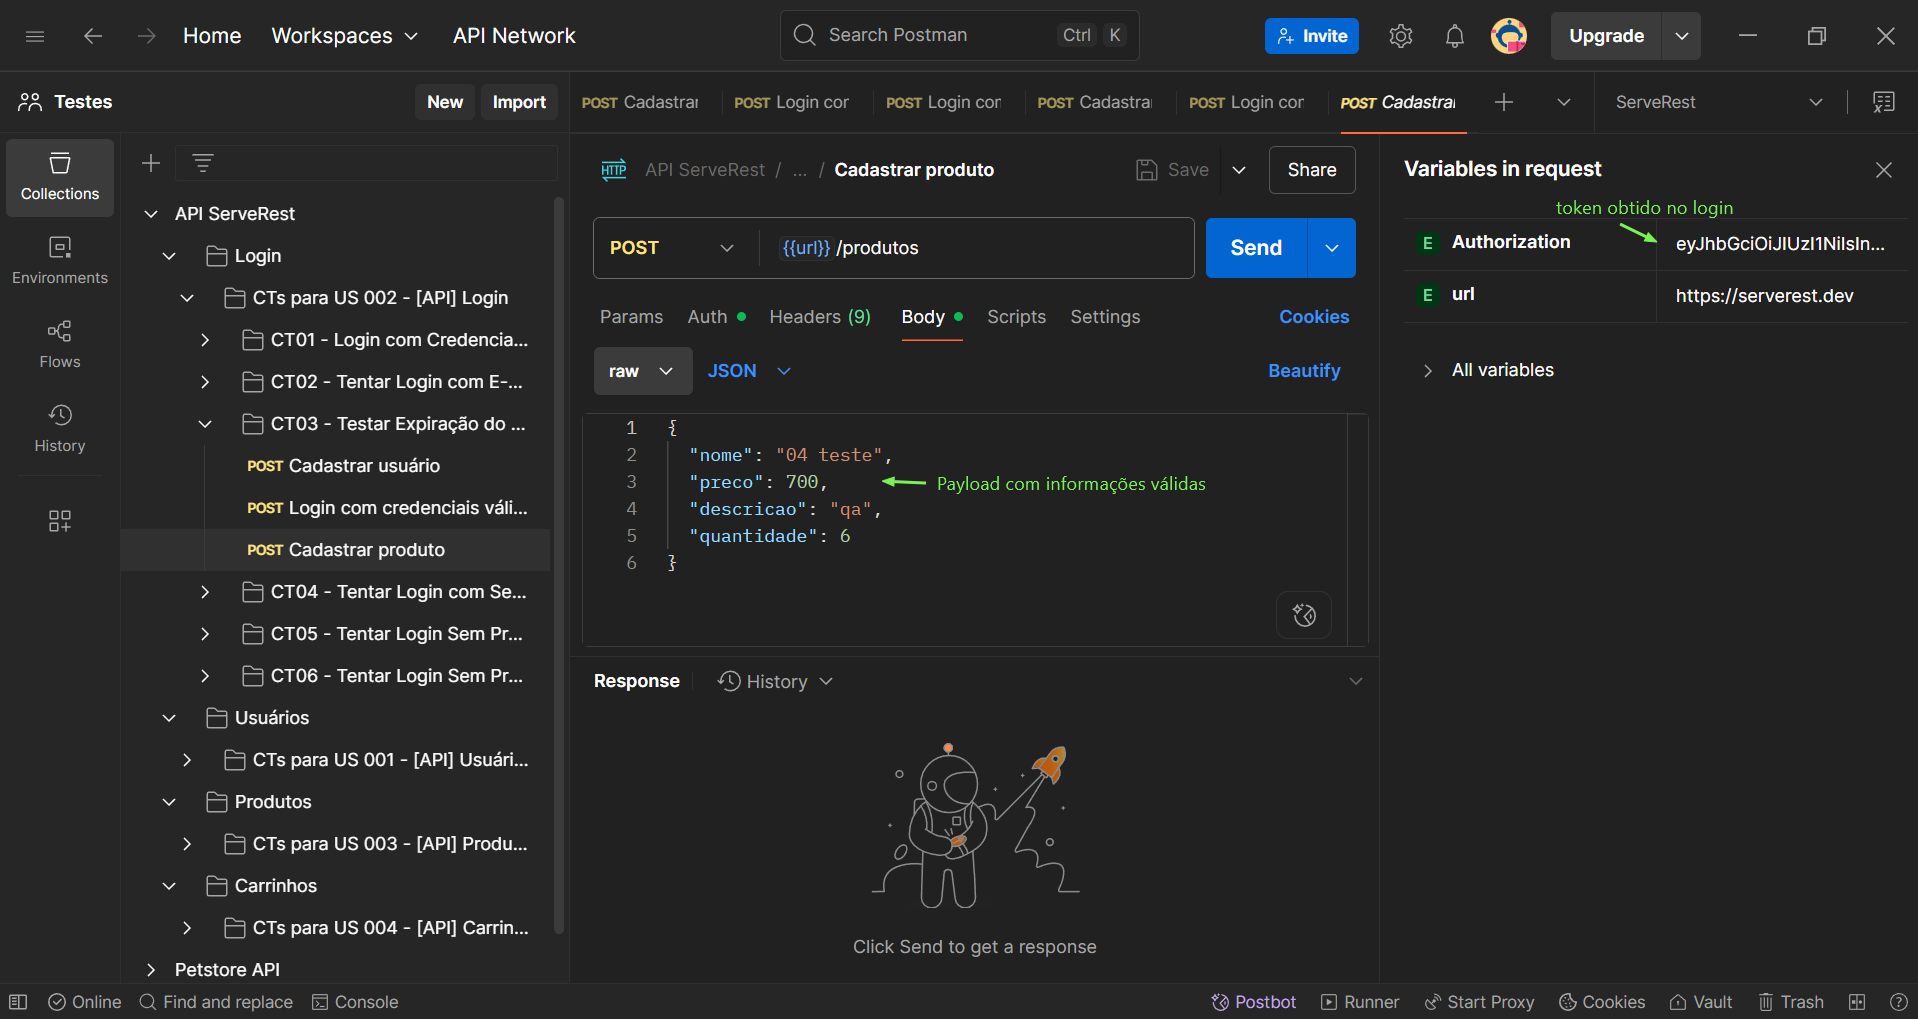 Home Workspaces API Network Search Postman Ctrl K Invite Upgrade
Testes New Import
POST Cadastrar POST Login cor POST Login cor POST Cadastra POST Login cor POST Cadastra ServeRest
Collections
Environments
Flows
History
API ServeRest
Login
CTs para US 002 - [API] Login
CT01 - Login com Credencia...
CT02 - Tentar Login com E-...
CT03 - Testar Expiração do ...
POST Cadastrar usuário
POST Login com credenciais váli...
POST Cadastrar produto
CT04 - Tentar Login com Se...
CT05 - Tentar Login Sem Pr...
CT06 - Tentar Login Sem Pr...
Usuários
CTs para US 001 - [API] Usuári...
Produtos
CTs para US 003 - [API] Produ...
Carrinhos
CTs para US 004 - [API] Carrin...
Petstore API
HTTP API ServeRest / ... / Cadastrar produto Save Share
POST {{url}} /produtos Send
Params Auth Headers (9) Body Scripts Settings Cookies
raw JSON Beautify
1 {
2 "nome": "04 teste",
3 "preco": 700,
Payload com informações válidas
4 "descricao": "qa",
5 "quantidade": 6
6 }
Response History
Click Send to get a response
Variables in request
token obtido no login
E Authorization eyJhbGciOiJIUzI1NiIsIn...
E url https://serverest.dev
All variables
Online Find and replace Console Postbot Runner Start Proxy Cookies Vault Trash